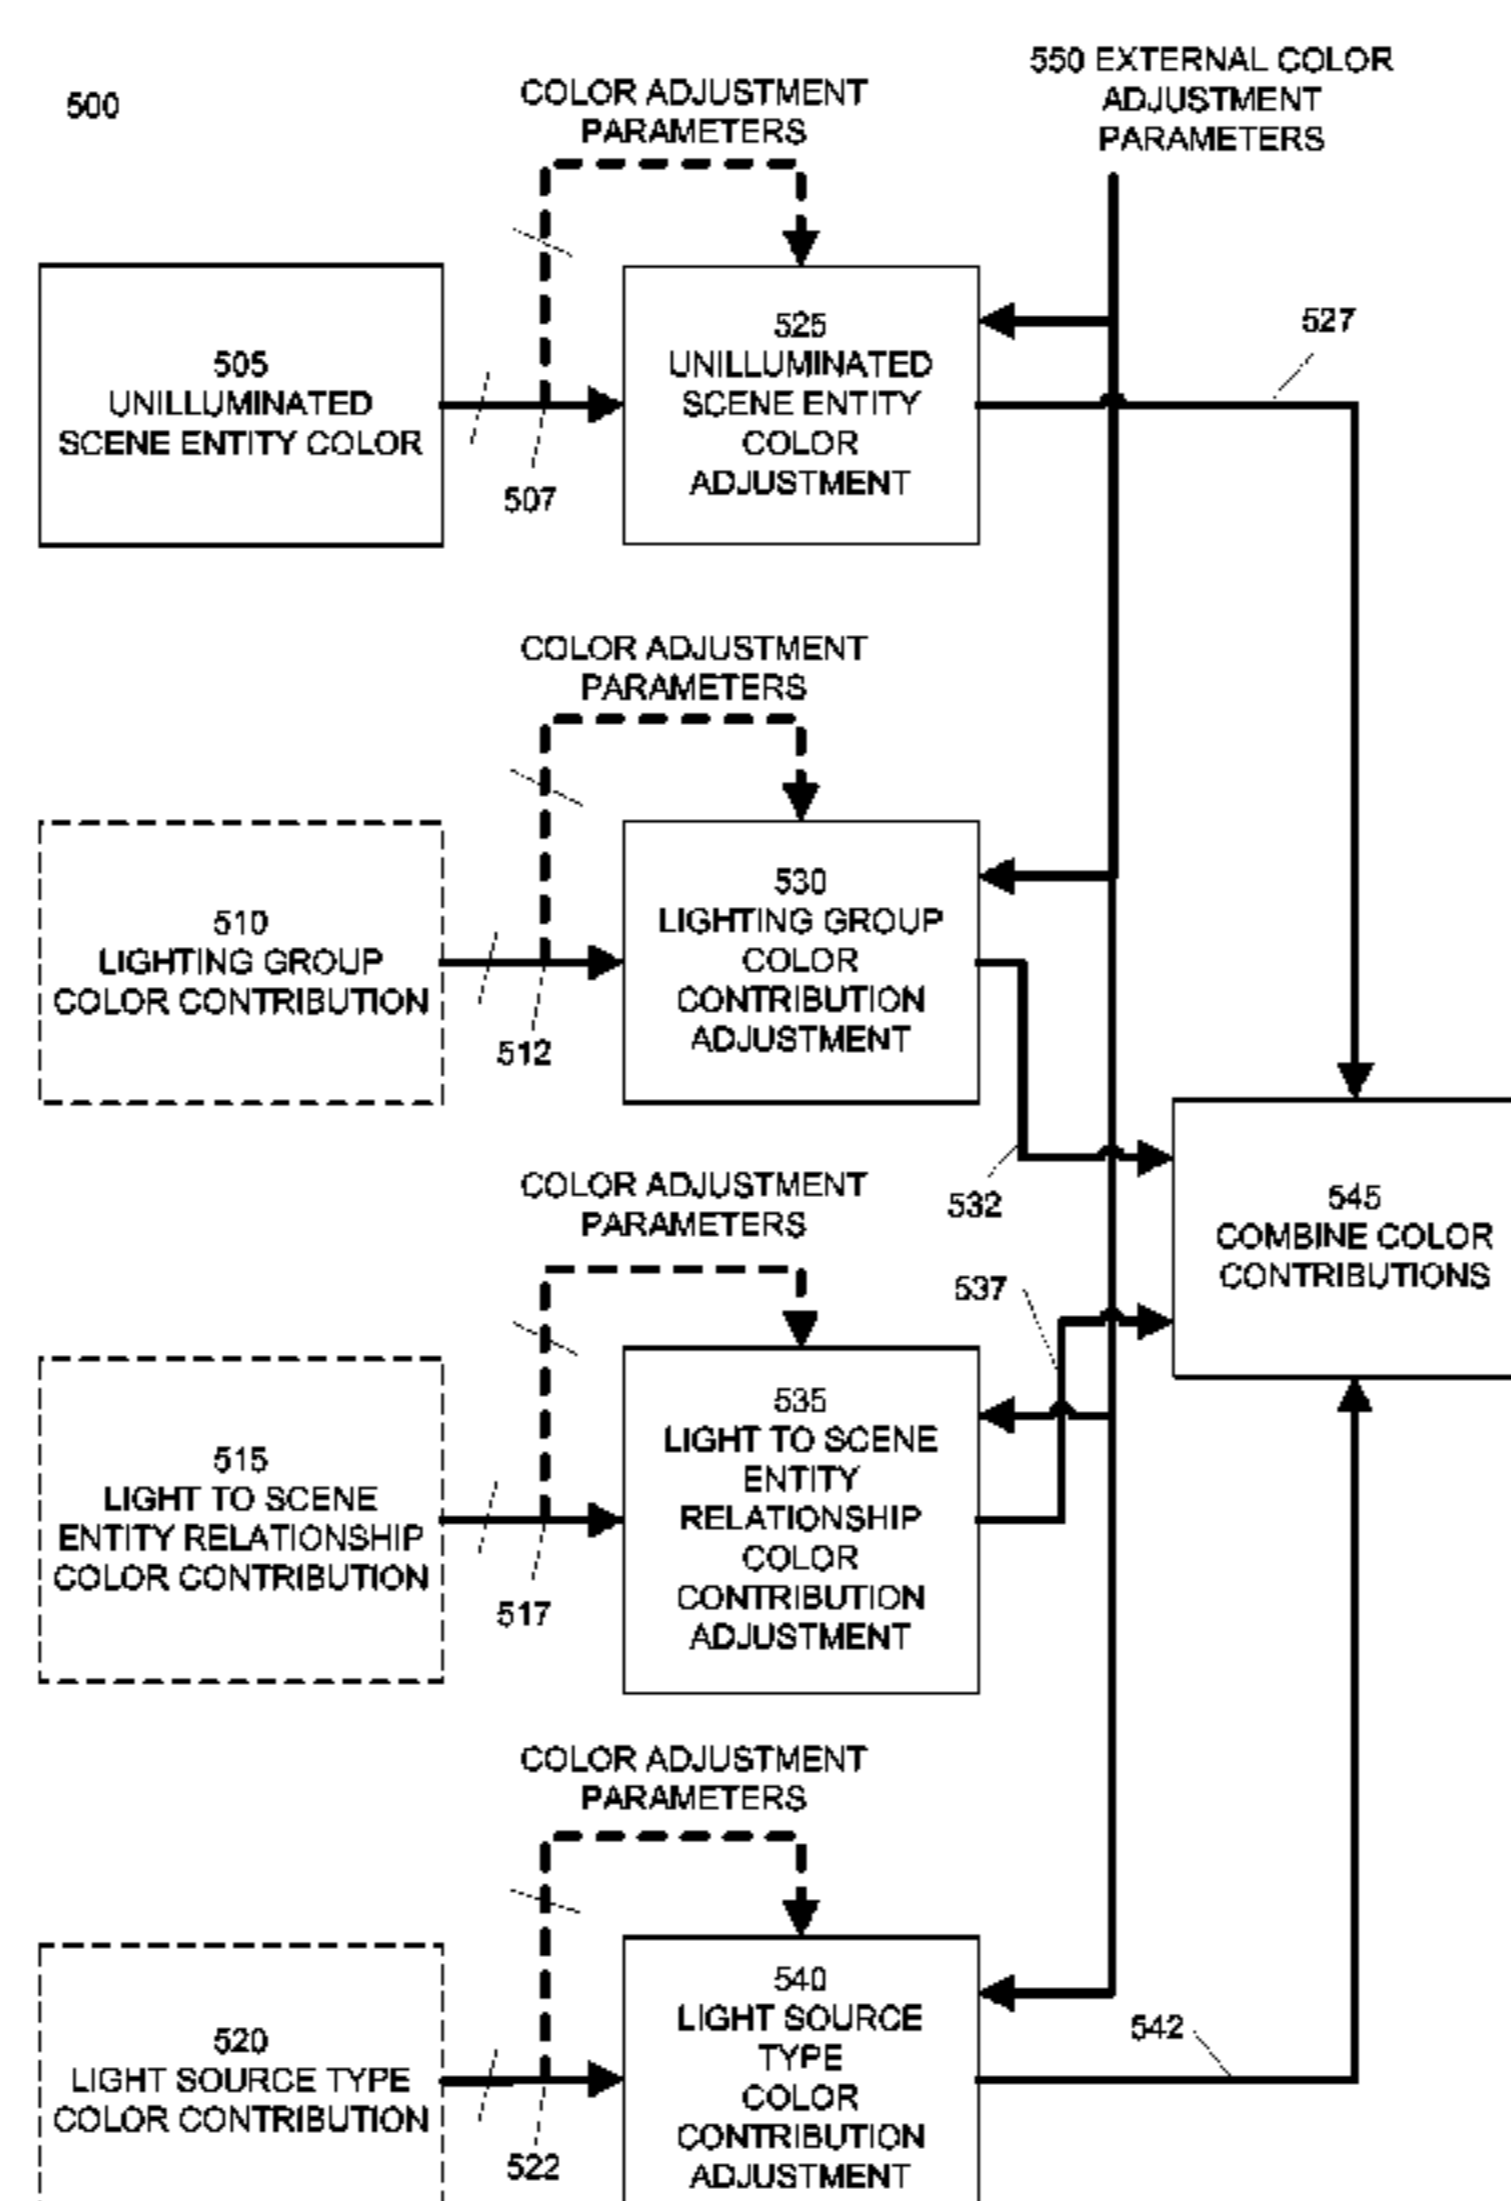 500
COLOR ADJUSTMENT
PARAMETERS
550 EXTERNAL COLOR
ADJUSTMENT
PARAMETERS
505
UNILLUMINATED
SCENE ENTITY COLOR
507
525
UNILLUMINATED
SCENE ENTITY
COLOR
ADJUSTMENT
527
COLOR ADJUSTMENT
PARAMETERS
510
LIGHTING GROUP
COLOR CONTRIBUTION
512
530
LIGHTING GROUP
COLOR
CONTRIBUTION
ADJUSTMENT
532
545
COMBINE COLOR
CONTRIBUTIONS
COLOR ADJUSTMENT
PARAMETERS
537
515
LIGHT TO SCENE
ENTITY RELATIONSHIP
COLOR CONTRIBUTION
517
535
LIGHT TO SCENE
ENTITY
RELATIONSHIP
COLOR
CONTRIBUTION
ADJUSTMENT
COLOR ADJUSTMENT
PARAMETERS
520
LIGHT SOURCE TYPE
COLOR CONTRIBUTION
522
540
LIGHT SOURCE
TYPE
COLOR
CONTRIBUTION
ADJUSTMENT
542